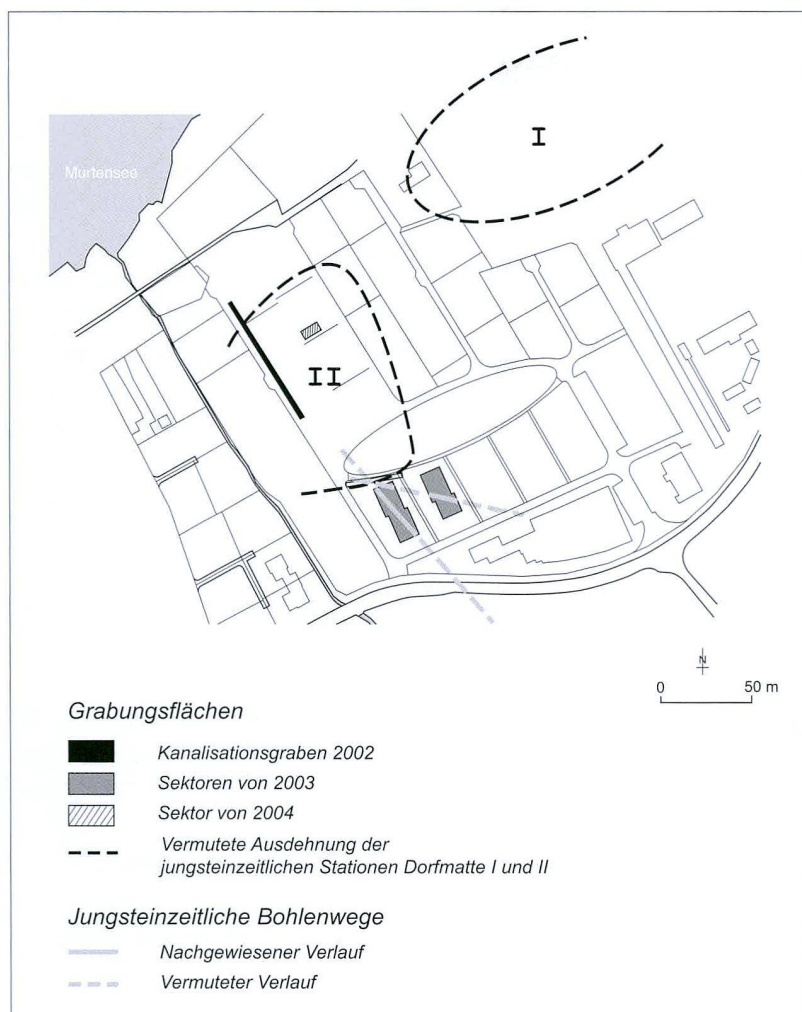 I
Murtensee
II
N
0 50 m
Grabungsflächen
Kanalisationsgraben 2002
Sektoren von 2003
Sektor von 2004
Vermutete Ausdehnung der
jungsteinzeitlichen Stationen Dorfmatte I und II
Jungsteinzeitliche Bohlenwege
Nachgewiesener Verlauf
Vermuteter Verlauf